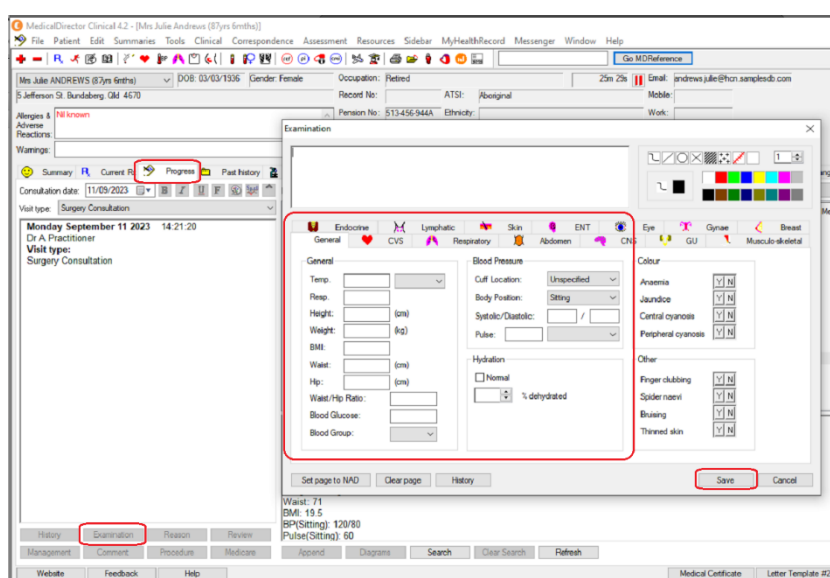 MedicalDirector Clinical 4.2 - [Mrs Julie Andrews (87yrs 6mths)]
File Patient Edit Summaries Tools Clinical Correspondence Assessment Resources Sidebar MyHealthRecord Messenger Window Help
Go MDReference
Mrs Julie ANDREWS (87yrs 6mths) DOB: 03/03/1936 Gender: Female Occupation: Retired 25m 29s Email: andrews.julie@hcn.samplesdb.com
5 Jefferson St. Bundaberg. Qld 4670 Record No: ATSI: Aboriginal Mobile:
Allergies & Adverse Reactions: Nil known Pension No: 513-456-944A Ethnicity: Work:
Warnings:
Summary Current Progress Past history
Consultation date: 11/09/2023 B I U F
Visit type: Surgery Consultation
Monday September 11 2023 14:21:20
Dr A Practitioner
Visit type:
Surgery Consultation
Examination
1
Endocrine Lymphatic Skin ENT Eye Gynae Breast
General CVS Respiratory Abdomen CNS GU Musculo-skeletal
General
Temp.
Resp.
Height: (cm)
Weight: (kg)
BMI:
Waist: (cm)
Hip: (cm)
Waist/Hip Ratio:
Blood Glucose:
Blood Group:
Blood Pressure
Cuff Location: Unspecified
Body Position: Sitting
Systolic/Diastolic: /
Pulse:
Hydration
Normal
% dehydrated
Colour
Anaemia Y N
Jaundice Y N
Central cyanosis Y N
Peripheral cyanosis Y N
Other
Finger clubbing Y N
Spider naevi Y N
Bruising Y N
Thinned skin Y N
Set page to NAD Clear page History Save Cancel
Waist: 71
BMI: 19.5
BP(Sitting): 120/80
Pulse(Sitting): 60
History Examination Reason Review
Management Comment Procedure Medicare Append Diagrams Search Clear Search Refresh
Website Feedback Help Medical Certificate Letter Template #2